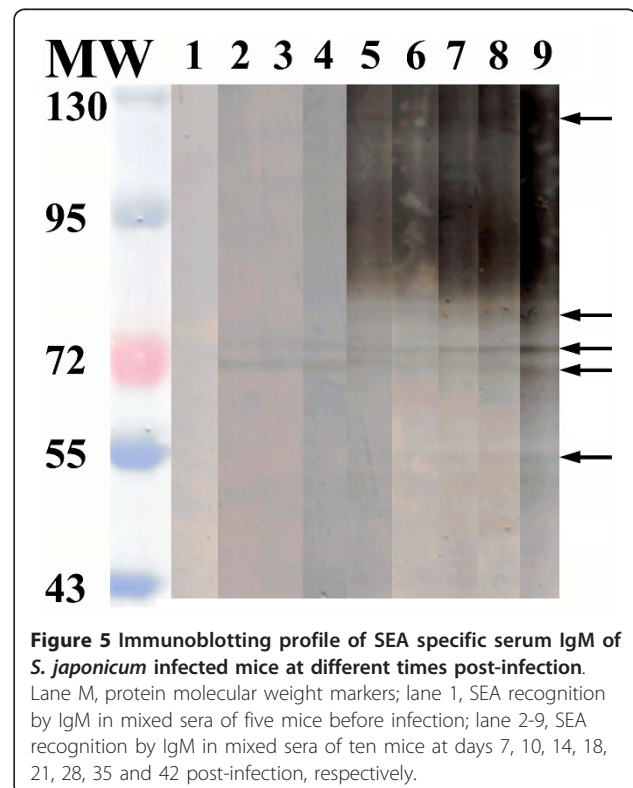 MW 1 2 3 4 5 6 7 8 9
130
95
72
55
43
Figure 5 Immunoblotting profile of SEA specific serum IgM of
S. japonicum infected mice at different times post-infection.
Lane M, protein molecular weight markers; lane 1, SEA recognition
by IgM in mixed sera of five mice before infection; lane 2-9, SEA
recognition by IgM in mixed sera of ten mice at days 7, 10, 14, 18,
21, 28, 35 and 42 post-infection, respectively.